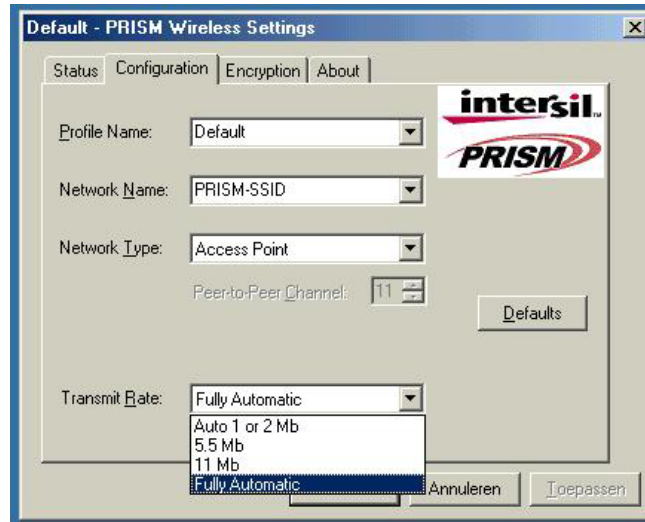 Default - PRISM Wireless Settings
Status Configuration Encryption About
intersil
PRISM
Profile Name: Default
Network Name: PRISM-SSID
Network Type: Access Point
Peer-to-Peer Channel: 11
Defaults
Transmit Rate: Fully Automatic
Auto 1 or 2 Mb
5.5 Mb
11 Mb
Fully Automatic
Annuleren Toepassen